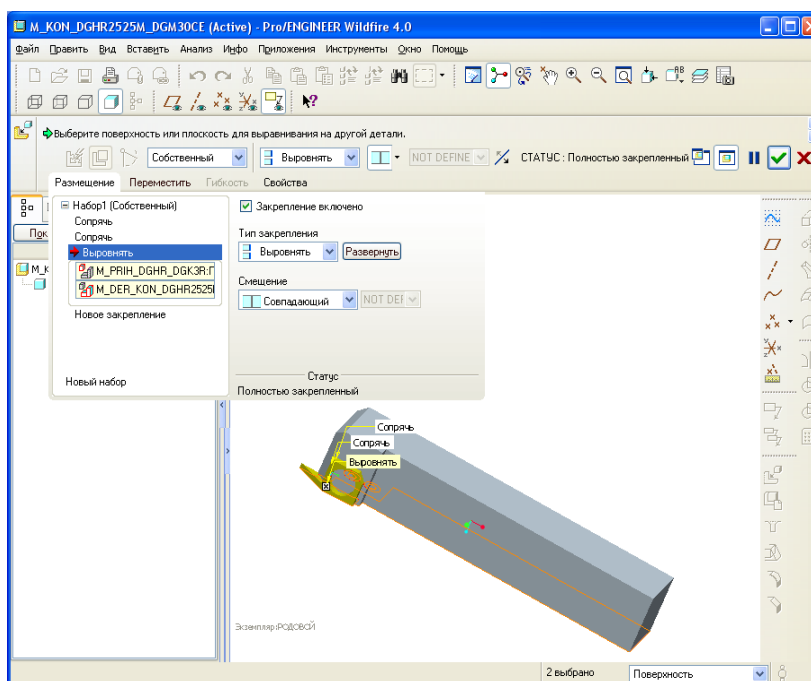 M_KON_DGHR2525M_DGM30CE (Active) - Pro/ENGINEER Wildfire 4.0
Файл Править Вид Вставить Анализ Инфо Приложения Инструменты Окно Помощь
Выберите поверхность или плоскость для выравнивания на другой детали.
Собственный Выровнять NOT DEFINE СТАТУС : Полностью закрепленный
Размещение Переместить Гибкость Свойства
Набор1 (Собственный)
Сопрячь
Сопрячь
Выровнять
M_PRIH_DGHR_DGK3R:
M_DER_KON_DGHR2525
Новое закрепление
Новый набор
Закрепление включено
Тип закрепления
Выровнять Развернуть
Смещение
Совпадающий NOT DEF
Статус
Полностью закрепленный
Пок
M_K
Сопрячь
Сопрячь
Выровнять
Экземпляр:РОДОВОЙ
2 выбрано Поверхность